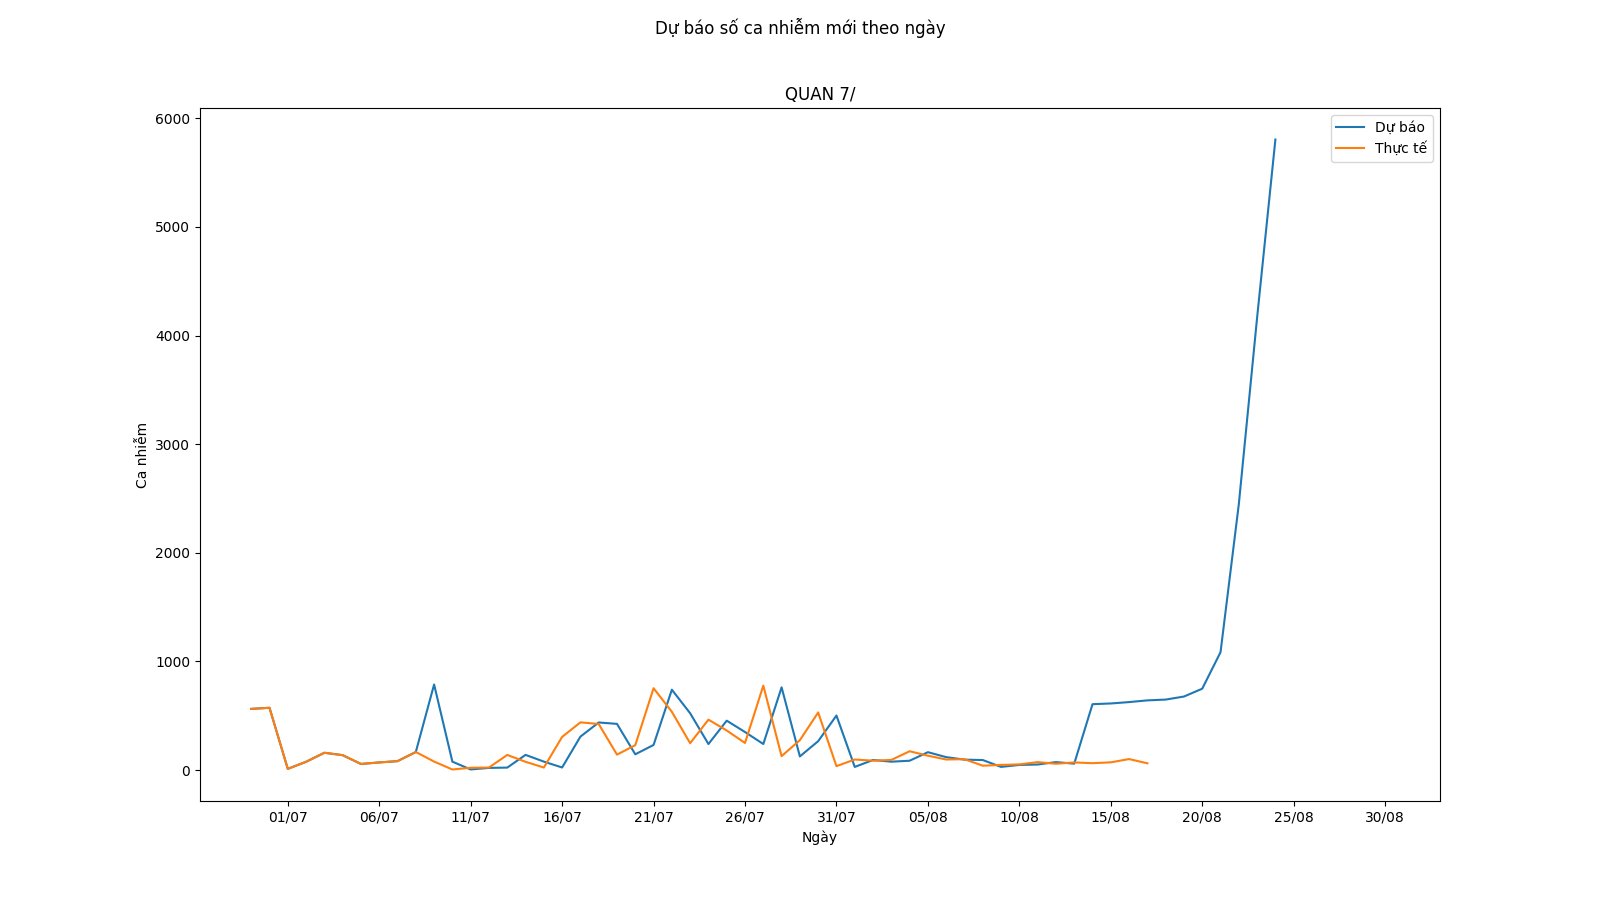 Dự báo số ca nhiễm mới theo ngày
QUAN 7/
Dự báo
Thực tế
6000
5000
4000
3000
2000
1000
0
Ca nhiễm
01/07 06/07 11/07 16/07 21/07 26/07 31/07 05/08 10/08 15/08 20/08 25/08 30/08
Ngày